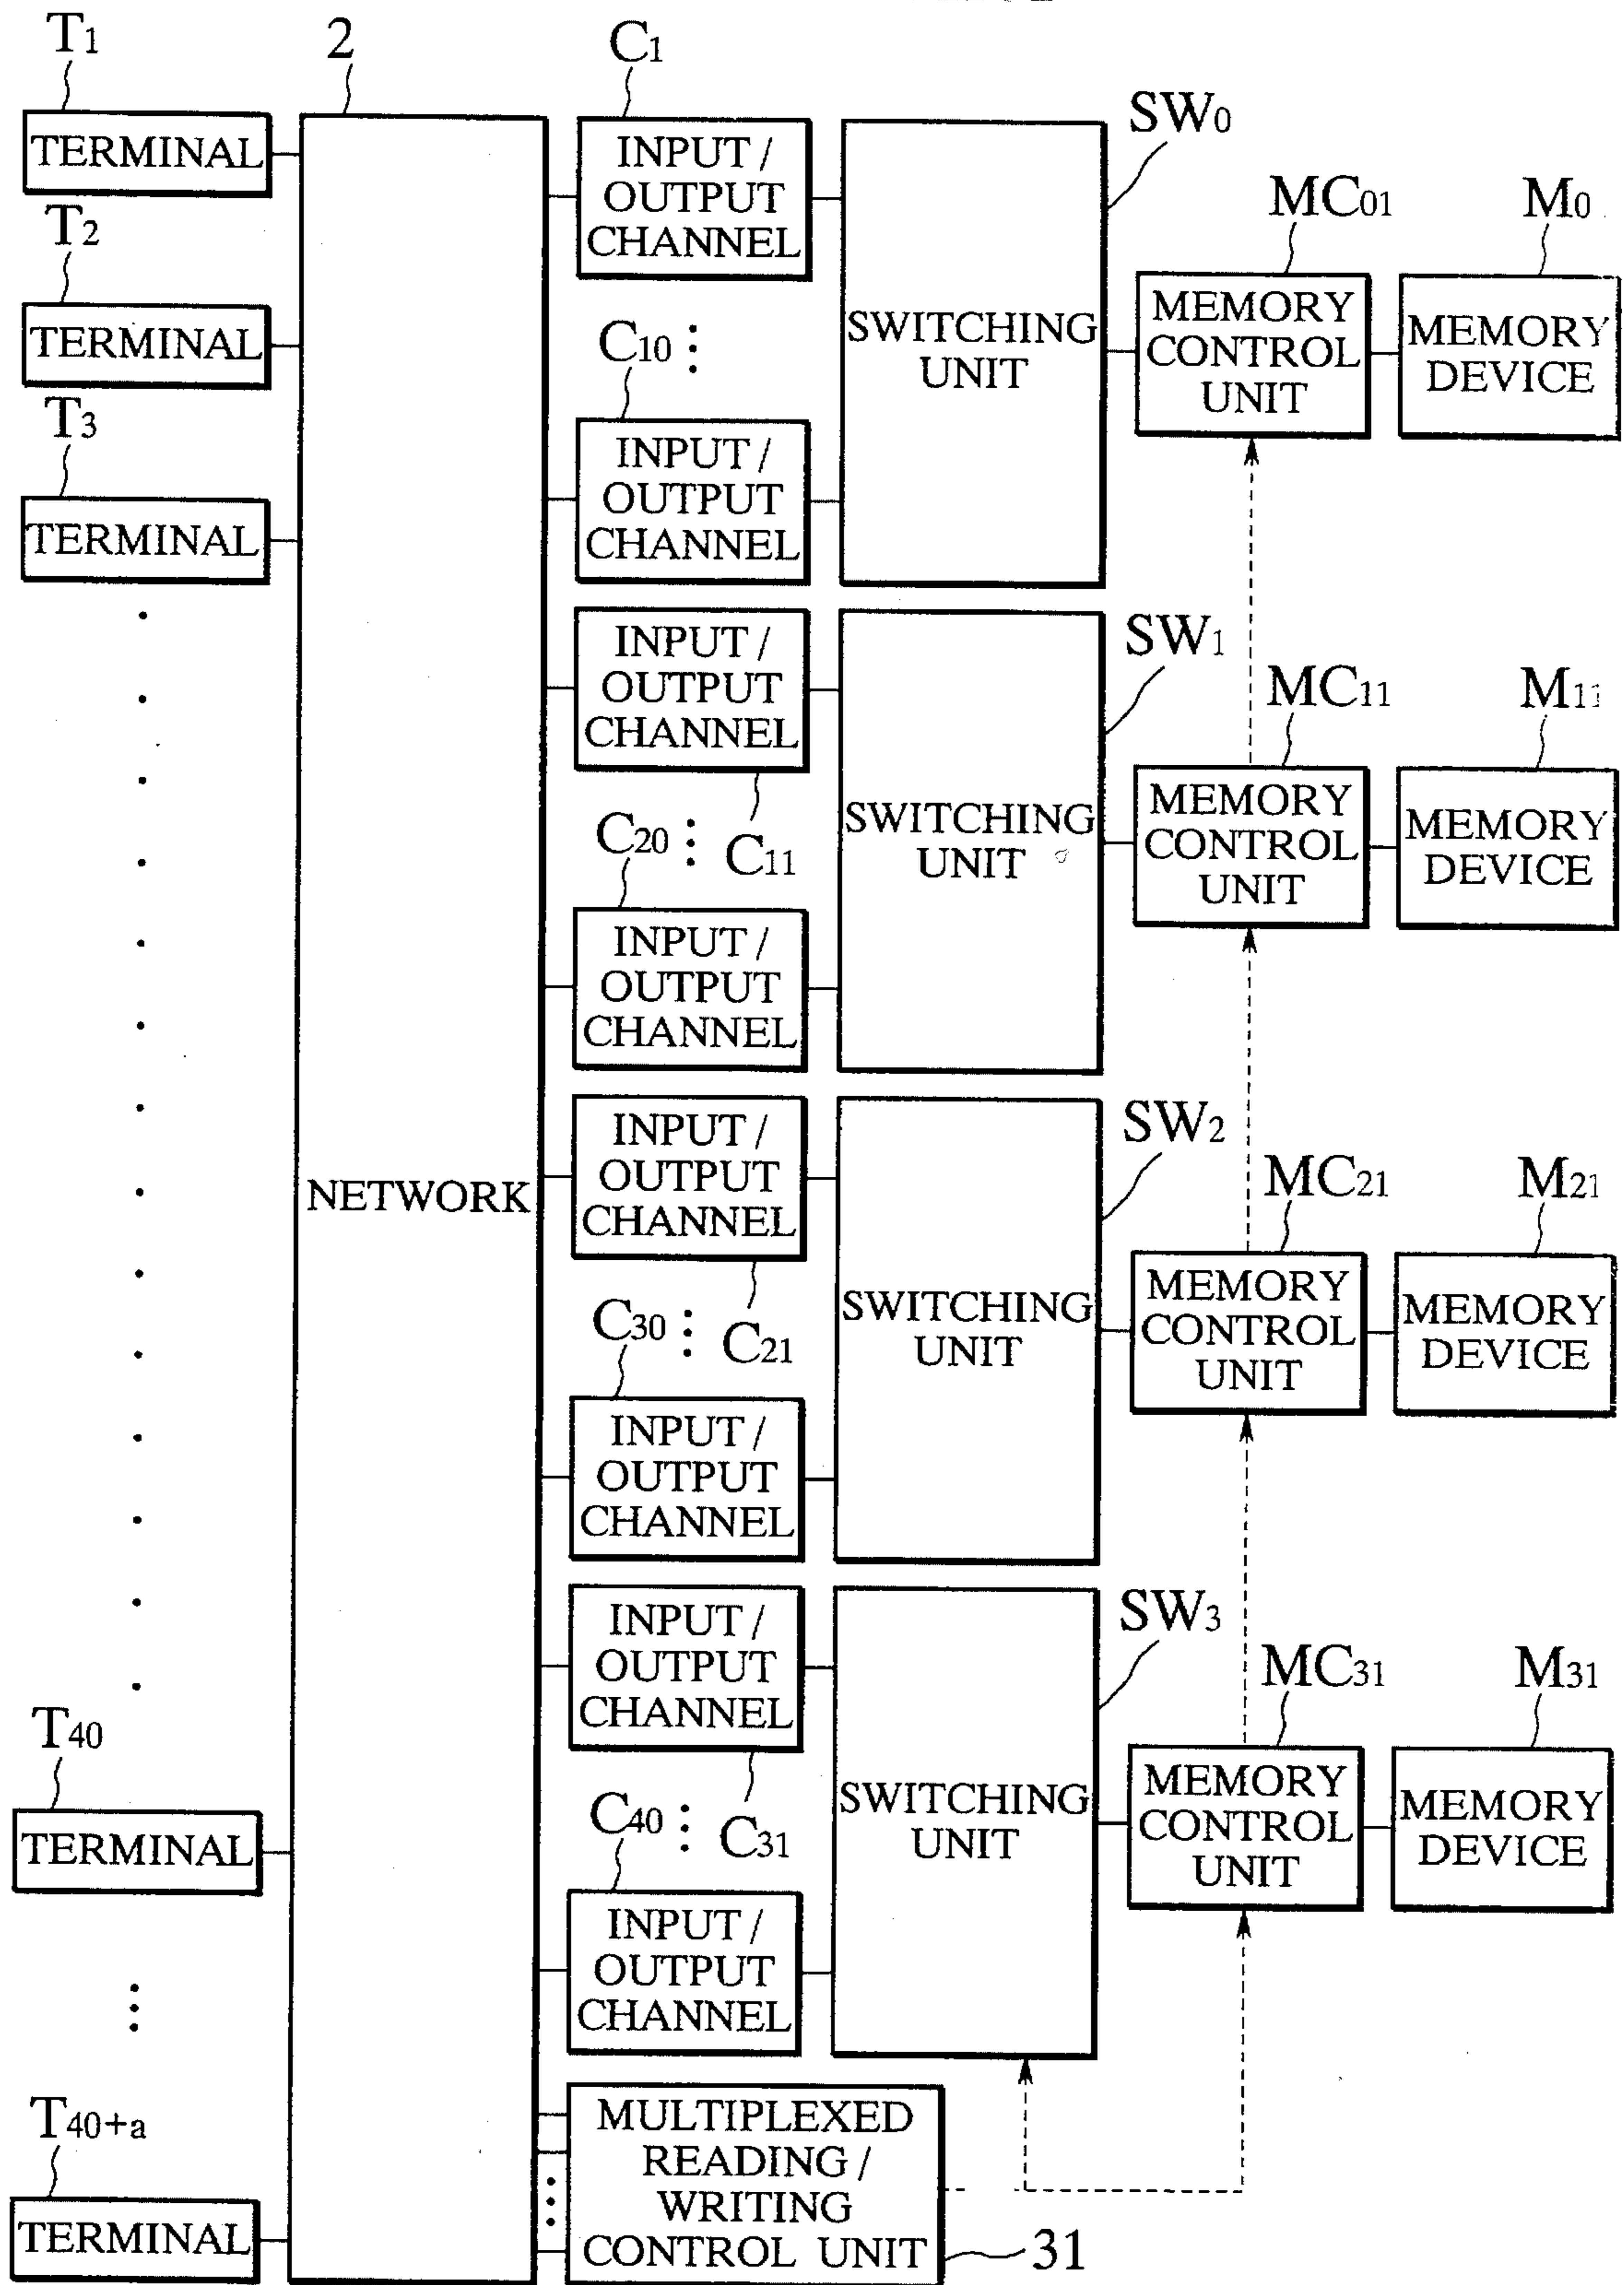 T1
2
C1
TERMINAL
INPUT /
OUTPUT
CHANNEL
SW0
MC01
M0
T2
TERMINAL
C10
SWITCHING
UNIT
MEMORY
CONTROL
UNIT
MEMORY
DEVICE
T3
TERMINAL
INPUT /
OUTPUT
CHANNEL
INPUT /
OUTPUT
CHANNEL
SW1
MC11
M11
C20
C11
SWITCHING
UNIT
MEMORY
CONTROL
UNIT
MEMORY
DEVICE
INPUT /
OUTPUT
CHANNEL
NETWORK
INPUT /
OUTPUT
CHANNEL
SW2
MC21
M21
C30
C21
SWITCHING
UNIT
MEMORY
CONTROL
UNIT
MEMORY
DEVICE
INPUT /
OUTPUT
CHANNEL
INPUT /
OUTPUT
CHANNEL
SW3
MC31
M31
T40
TERMINAL
C40
C31
SWITCHING
UNIT
MEMORY
CONTROL
UNIT
MEMORY
DEVICE
INPUT /
OUTPUT
CHANNEL
T40+a
TERMINAL
MULTIPLEXED
READING /
WRITING
CONTROL UNIT
31